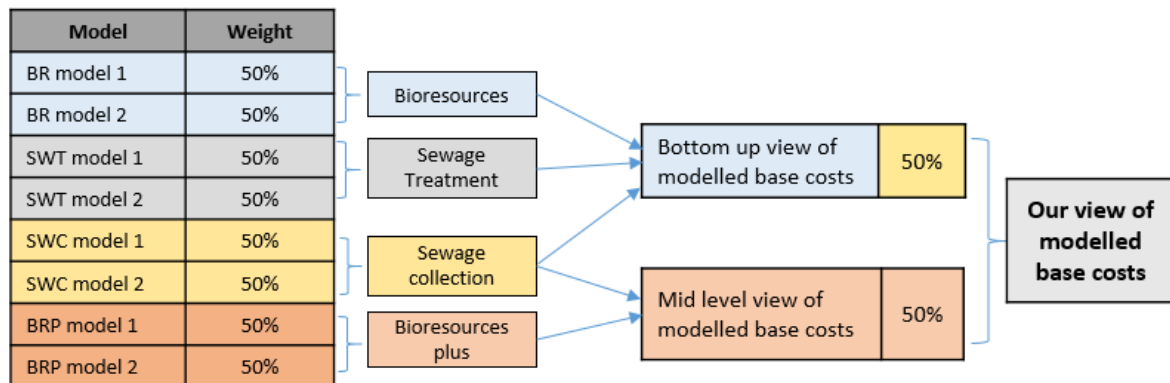 Model Weight
BR model 1 50%
BR model 2 50%
SWT model 1 50%
SWT model 2 50%
SWC model 1 50%
SWC model 2 50%
BRP model 1 50%
BRP model 2 50%
Bioresources
Sewage
Treatment
Sewage
collection
Bioresources
plus
Bottom up view of
modelled base costs
50%
Mid level view of
modelled base costs
50%
Our view of
modelled
base costs